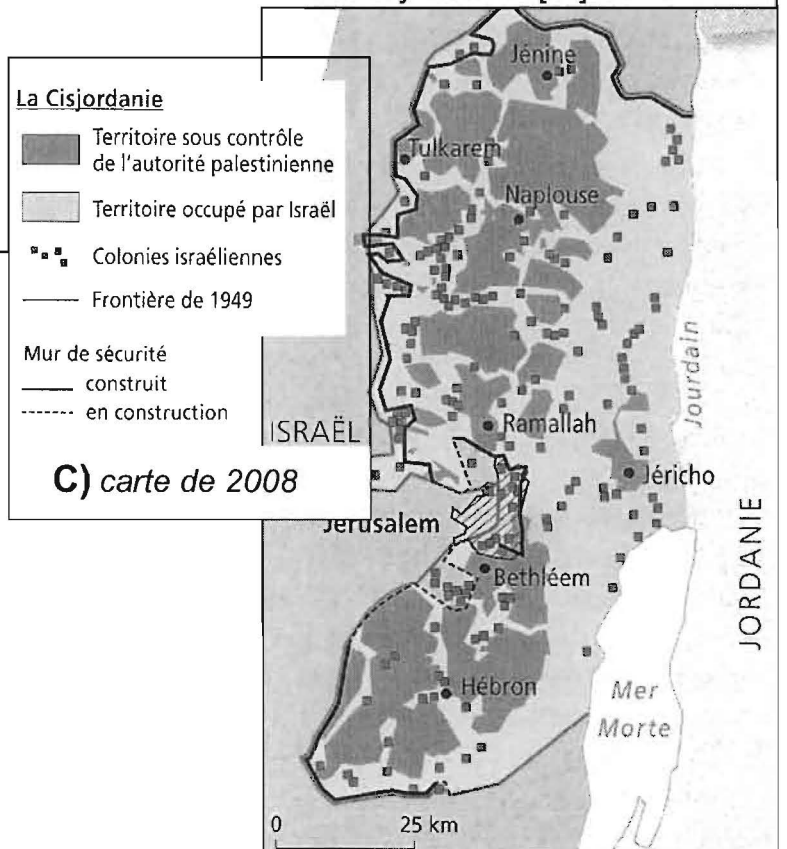 La Cisjordanie
Territoire sous contrôle
de l'autorité palestinienne
Territoire occupé par Israël
Colonies israéliennes
Frontière de 1949
Mur de sécurité
construit
en construction
C) carte de 2008
Jénine
Tulkarem
Naplouse
Jourdain
ISRAËL
Ramallah
Jéricho
Jérusalem
Bethléem
JORDANIE
Hébron
Mer
Morte
0 25 km